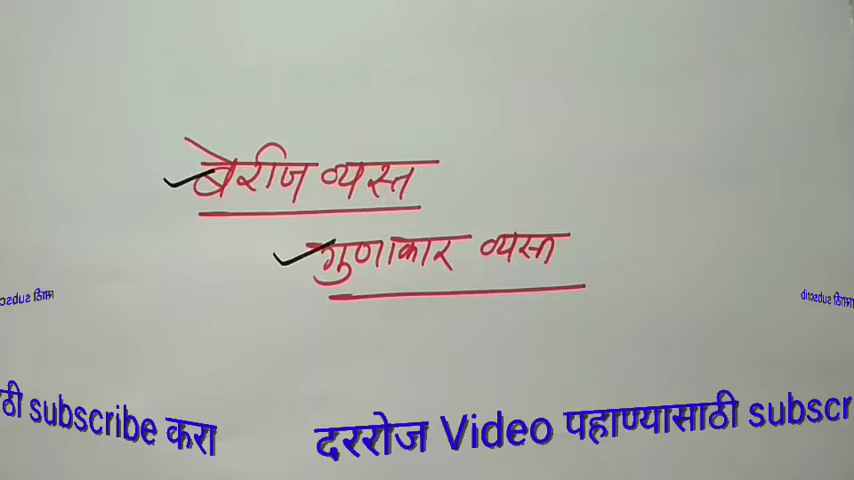 बेरीज व्यस्त
गुणाकार व्यस्त
ठी subscribe करा
दररोज Video पहाण्यासाठी subscr